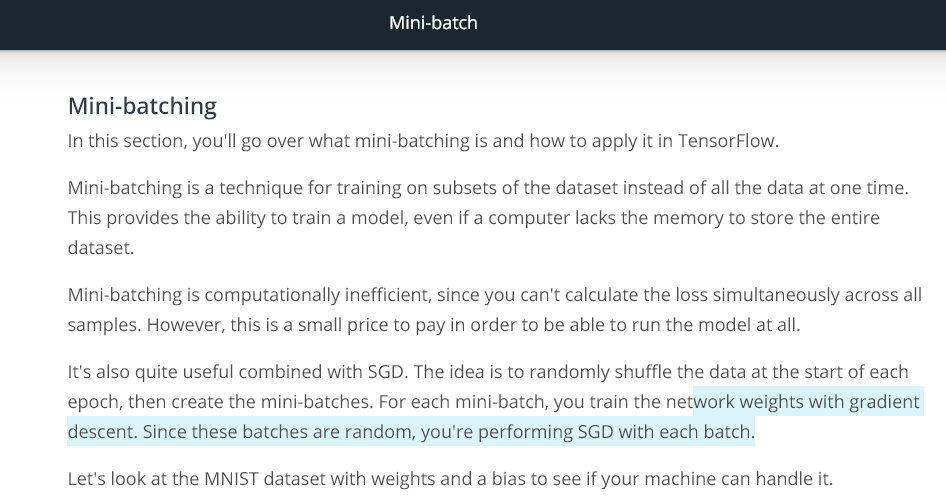 Mini-batch
Mini-batching
In this section, you'll go over what mini-batching is and how to apply it in TensorFlow.
Mini-batching is a technique for training on subsets of the dataset instead of all the data at one time.
This provides the ability to train a model, even if a computer lacks the memory to store the entire
dataset.
Mini-batching is computationally inefficient, since you can't calculate the loss simultaneously across all
samples. However, this is a small price to pay in order to be able to run the model at all.
It's also quite useful combined with SGD. The idea is to randomly shuffle the data at the start of each
epoch, then create the mini-batches. For each mini-batch, you train the network weights with gradient
descent. Since these batches are random, you're performing SGD with each batch.
Let's look at the MNIST dataset with weights and a bias to see if your machine can handle it.